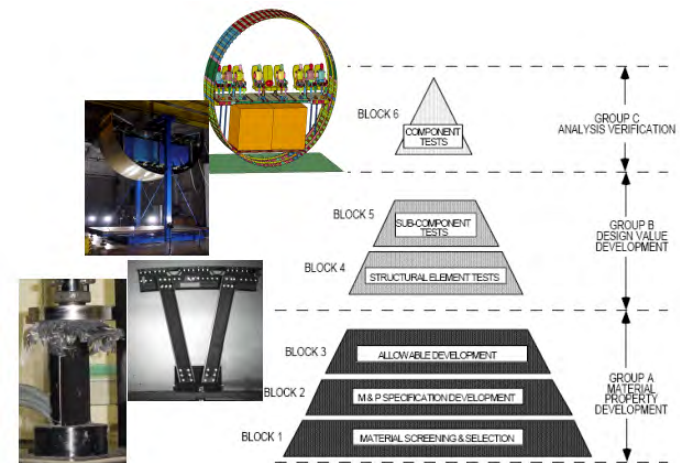 BLOCK 6
COMPONENT
TESTS
GROUP C
ANALYSIS VERIFICATION
BLOCK 5
SUB-COMPONENT
TESTS
GROUP B
DESIGN VALUE
DEVELOPMENT
BLOCK 4
STRUCTURAL ELEMENT TESTS
BLOCK 3
ALLOWABLE DEVELOPMENT
GROUP A
MATERIAL
PROPERTY
DEVELOPMENT
BLOCK 2
M & P SPECIFICATION DEVELOPMENT
BLOCK 1
MATERIAL SCREENING & SELECTION